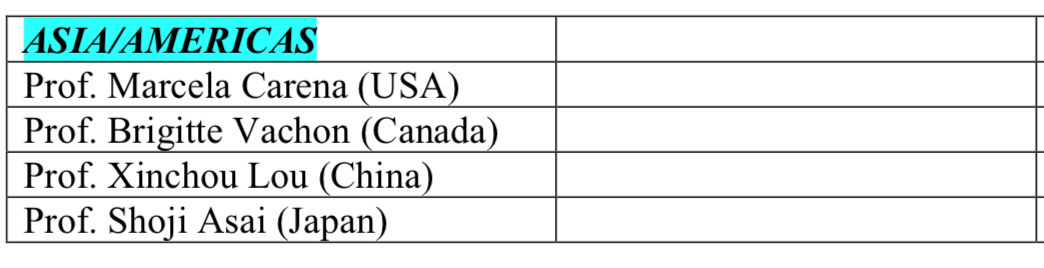 ASIA/AMERICAS
Prof. Marcela Carena (USA)
Prof. Brigitte Vachon (Canada)
Prof. Xinchou Lou (China)
Prof. Shoji Asai (Japan)